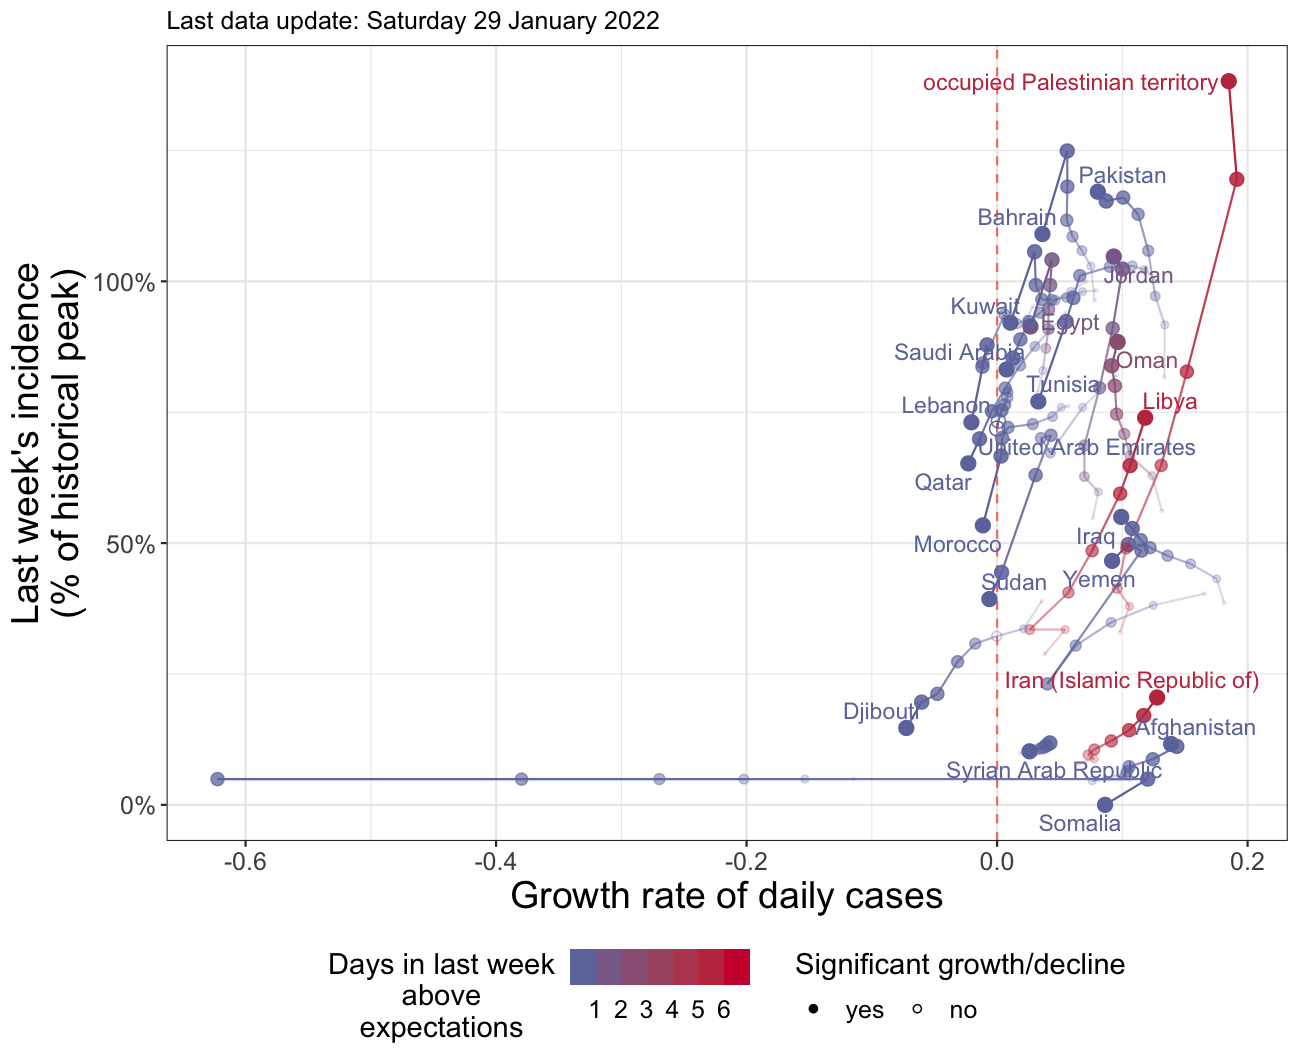 Last data update: Saturday 29 January 2022
occupied Palestinian territory
Pakistan
Bahrain
Jordan
Kuwait
Egypt
Saudi Arabia
Oman
Tunisia
Libya
Lebanon
United Arab Emirates
Qatar
Iraq
Morocco
Yemen
Sudan
Iran (Islamic Republic of)
Djibouti
Afghanistan
Syrian Arab Republic
Somalia
Last week's incidence
(% of historical peak)
100%
50%
0%
-0.6 -0.4 -0.2 0.0 0.2
Growth rate of daily cases
Days in last week
above
expectations
1 2 3 4 5 6
Significant growth/decline
yes no